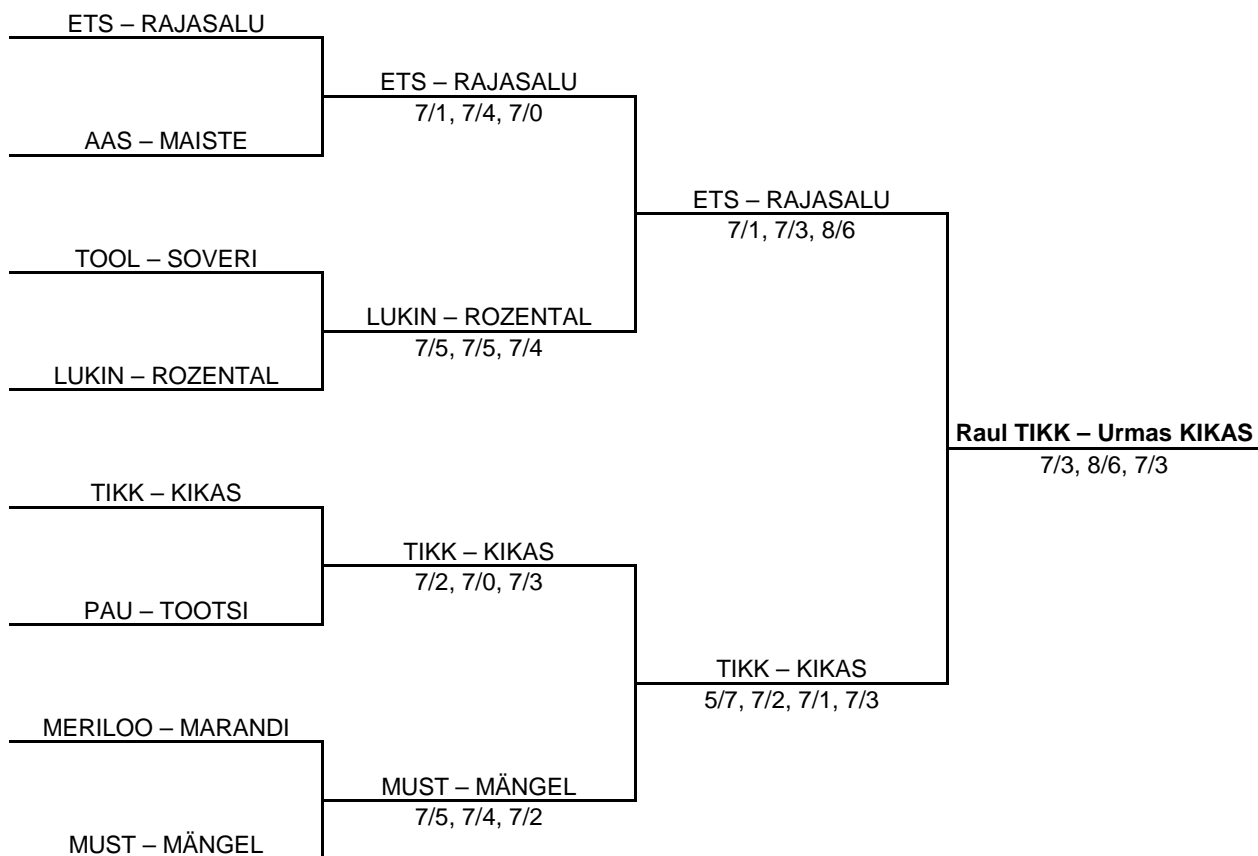 ETS – RAJASALU
ETS – RAJASALU
7/1, 7/4, 7/0
AAS – MAISTE
ETS – RAJASALU
7/1, 7/3, 8/6
TOOL – SOVERI
LUKIN – ROZENTAL
7/5, 7/5, 7/4
LUKIN – ROZENTAL
Raul TIKK – Urmas KIKAS
7/3, 8/6, 7/3
TIKK – KIKAS
TIKK – KIKAS
7/2, 7/0, 7/3
PAU – TOOTSI
TIKK – KIKAS
5/7, 7/2, 7/1, 7/3
MERILOO – MARANDI
MUST – MÄNGEL
7/5, 7/4, 7/2
MUST – MÄNGEL